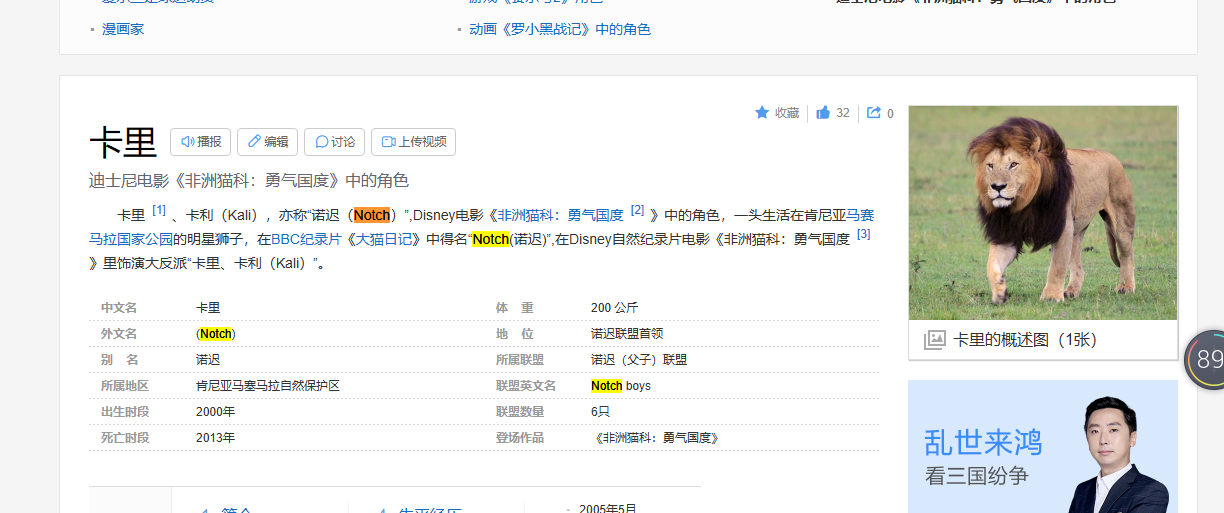 漫画家
动画《罗小黑战记》中的角色
收藏 32 0
卡里 播报 编辑 讨论 上传视频
迪士尼电影《非洲猫科：勇气国度》中的角色
卡里 [1] 、卡利（Kali），亦称“诺迟（Notch）”,Disney电影《非洲猫科：勇气国度 [2] 》中的角色，一头生活在肯尼亚马赛
马拉国家公园的明星狮子，在BBC纪录片《大猫日记》中得名“Notch(诺迟)”,在Disney自然纪录片电影《非洲猫科：勇气国度 [3]
》里饰演大反派“卡里、卡利（Kali）”。
中文名 卡里 体 重 200 公斤
外文名 (Notch) 地 位 诺迟联盟首领
别 名 诺迟 所属联盟 诺迟（父子）联盟
所属地区 肯尼亚马塞马拉自然保护区 联盟英文名 Notch boys
出生时段 2000年 联盟数量 6只
死亡时段 2013年 登场作品 《非洲猫科：勇气国度》
卡里的概述图（1张）
89
乱世来鸿
看三国纷争
1 简介 4 生平经历 2005年5月